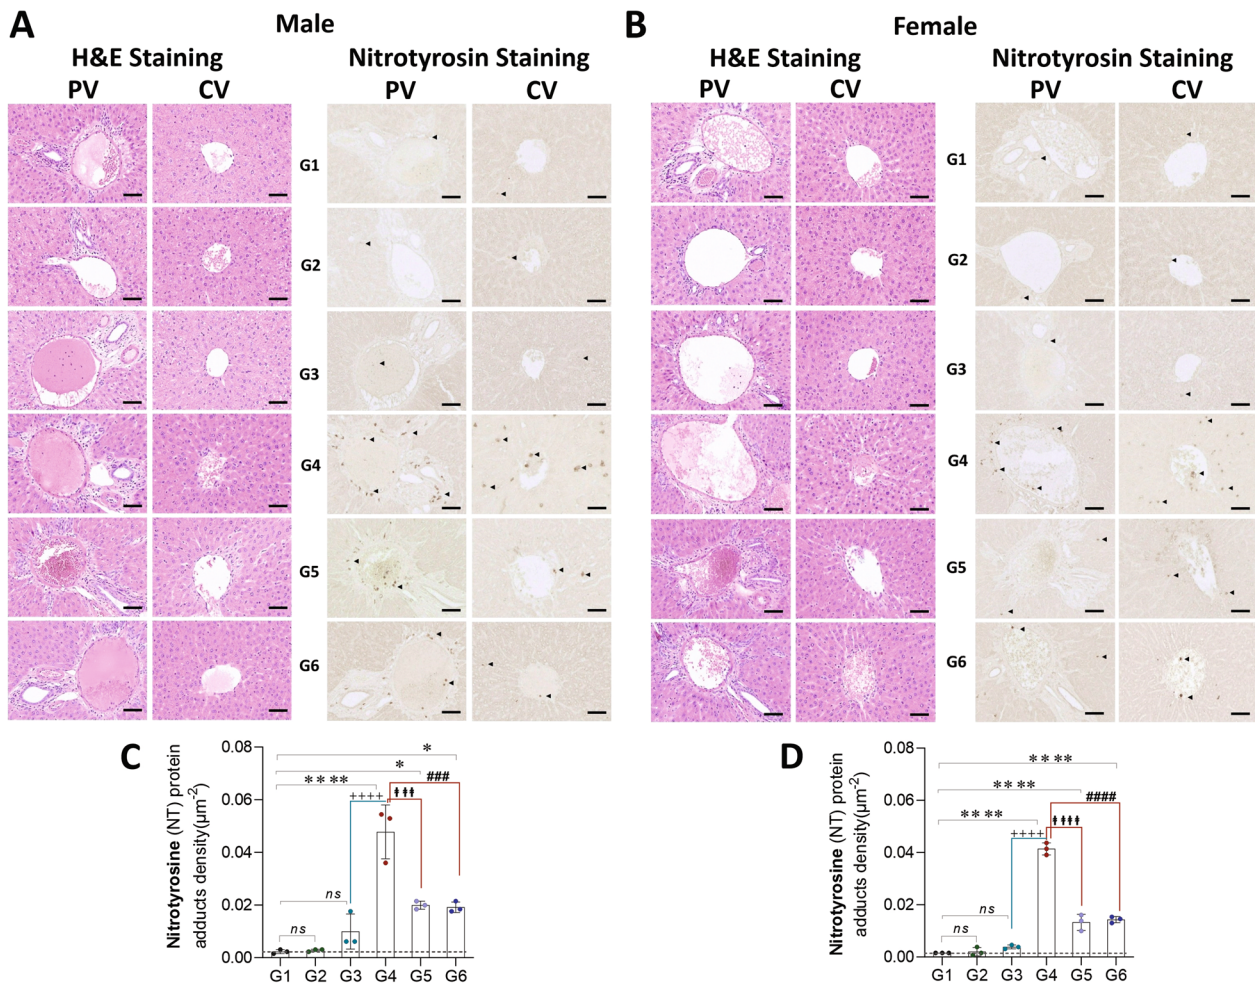 A
Male
H&E Staining
Nitrotyrosin Staining
PV
CV
PV
CV
G1
G2
G3
G4
G5
G6
B
Female
H&E Staining
Nitrotyrosin Staining
PV
CV
PV
CV
G1
G2
G3
G4
G5
G6
C
Nitrotyrosine (NT) protein
adducts density(µm-2)
0.08
0.06
0.04
0.02
0.00
*
*
###
** **
++++
ǂǂǂ
ns
ns
G1 G2 G3 G4 G5 G6
D
Nitrotyrosine (NT) protein
adducts density(µm-2)
0.08
0.06
0.04
0.02
0.00
** **
** **
####
** **
ǂǂǂǂ
++++
ns
ns
G1 G2 G3 G4 G5 G6